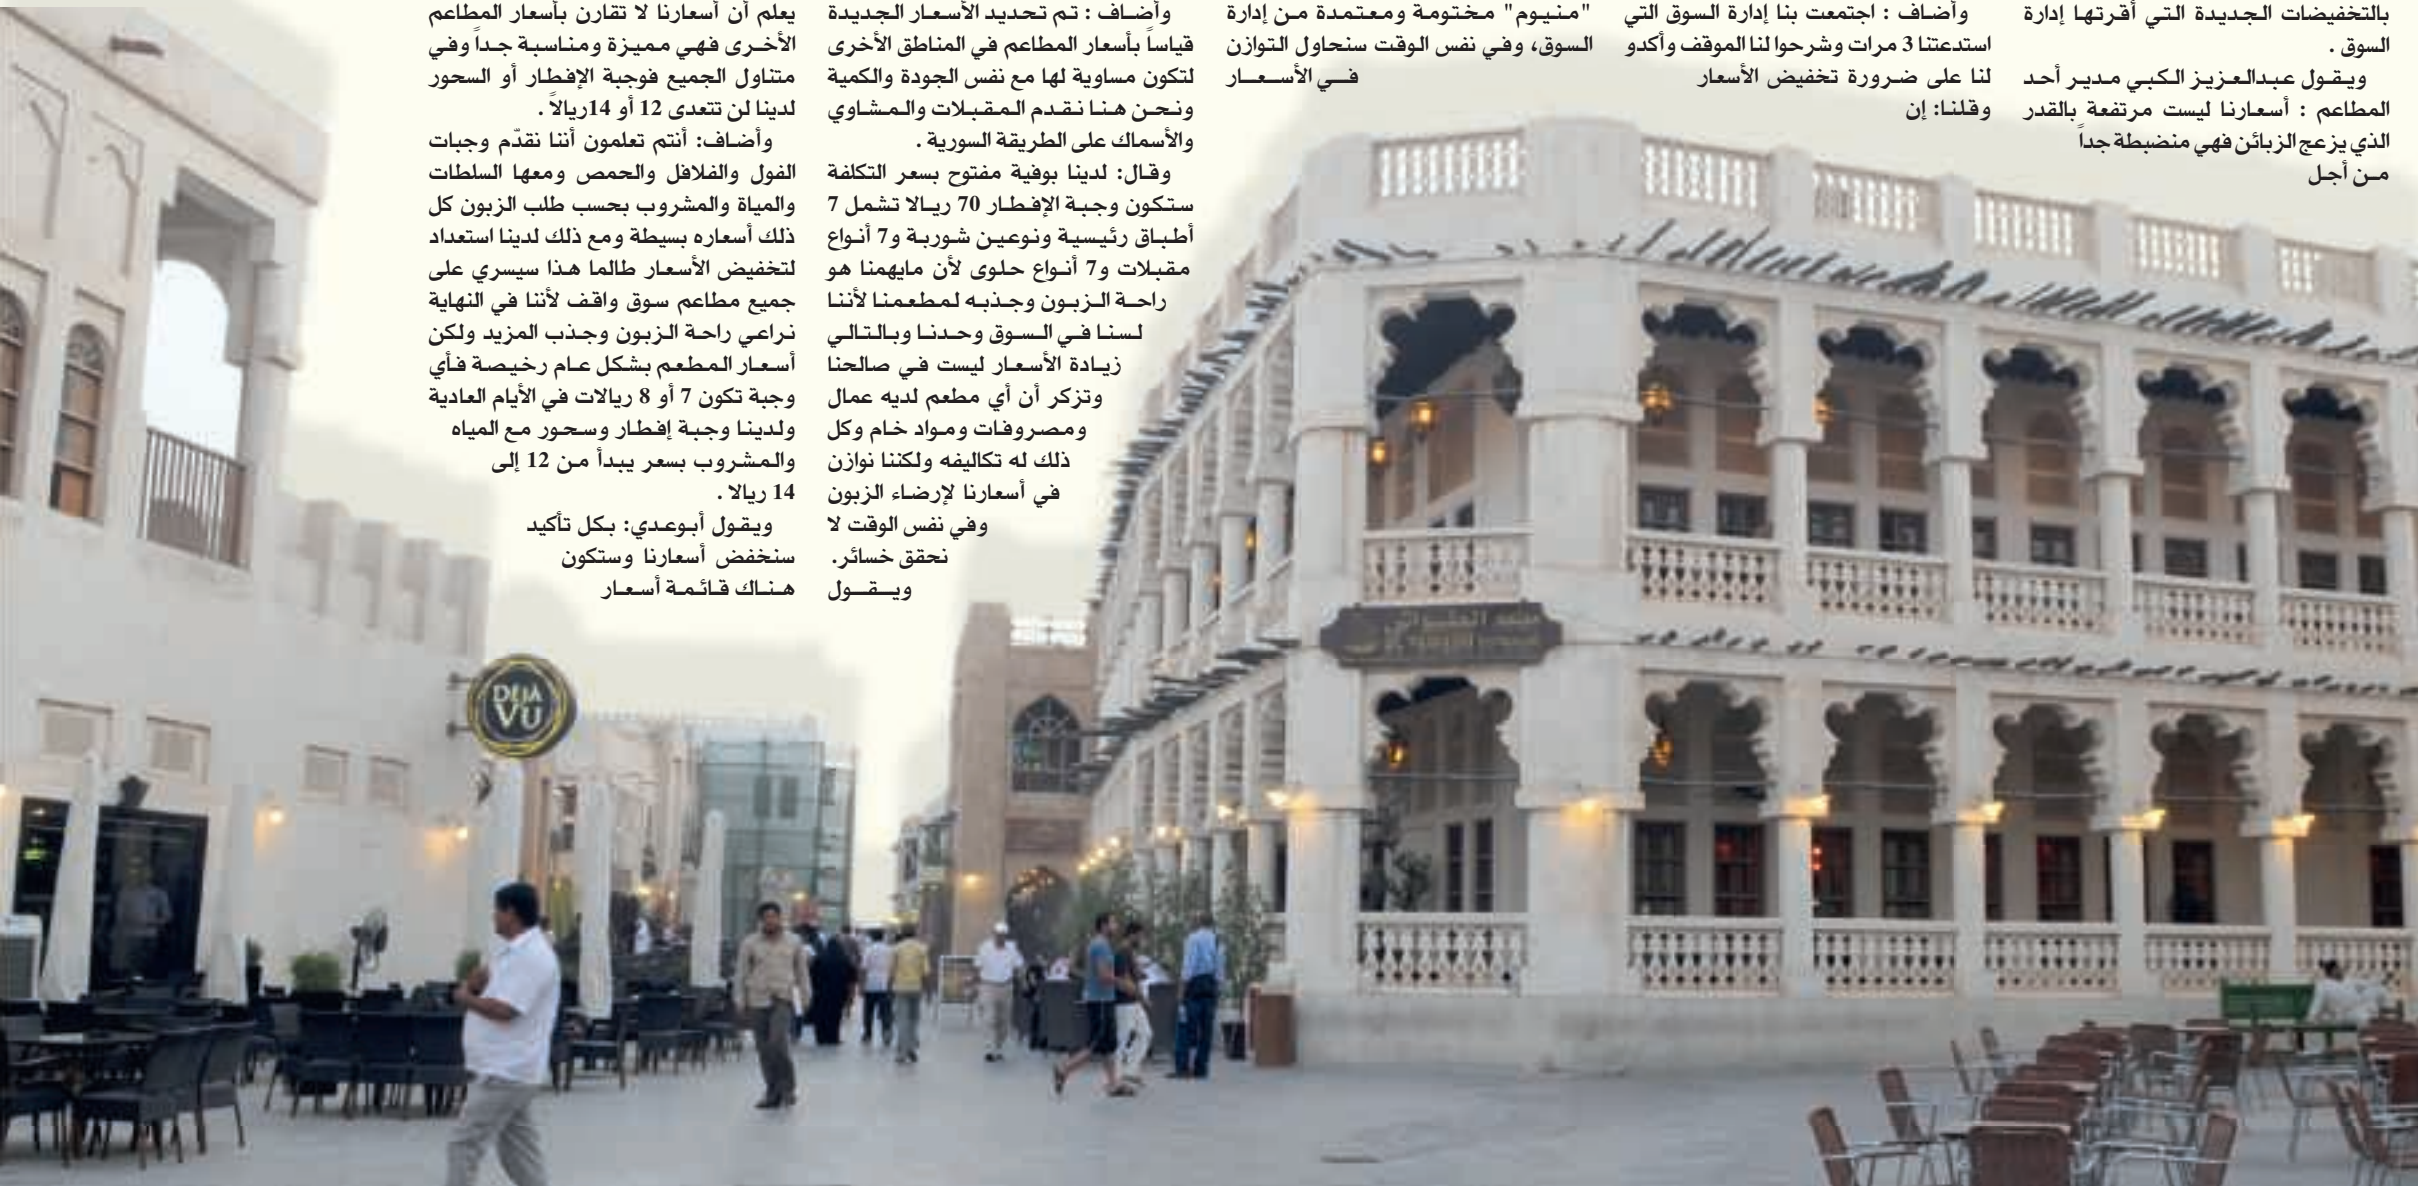 بالتخفيضات الجديدة التي أقرتها إدارة
السوق .
ويقول عبدالعزيز الكبي مدير أحد
المطاعم : أسعارنا ليست مرتفعة بالقدر
الذي يزعج الزبائن فهي منضبطة جداً
من أجل
وأضاف : اجتمعت بنا إدارة السوق التي
استدعتنا 3 مرات وشرحوا لنا الموقف وأكدو
لنا على ضرورة تخفيض الأسعار
وقلنا: إن
"منيوم" مختومة ومعتمدة من إدارة
السوق، وفي نفس الوقت سنحاول التوازن
في الأسعار
وأضاف : تم تحديد الأسعار الجديدة
قياساً بأسعار المطاعم في المناطق الأخرى
لتكون مساوية لها مع نفس الجودة والكمية
ونحن هنا نقدم المقبلات والمشاوي
والأسماك على الطريقة السورية .
وقال: لدينا بوفية مفتوح بسعر التكلفة
ستكون وجبة الإفطار 70 ريالا تشمل 7
أطباق رئيسية ونوعين شوربة و7 أنواع
مقبلات و7 أنواع حلوى لأن مايهمنا هو
راحة الزبون وجذبه لمطعمنا لأننا
لسنا في السوق وحدنا وبالتالي
زيادة الأسعار ليست في صالحنا
وتزكر أن أي مطعم لديه عمال
ومصروفات ومواد خام وكل
ذلك له تكاليفه ولكننا نوازن
في أسعارنا لإرضاء الزبون
وفي نفس الوقت لا
نحقق خسائر.
ويقول
يعلم أن أسعارنا لا تقارن بأسعار المطاعم
الأخرى فهي مميزة ومناسبة جداً وفي
متناول الجميع فوجبة الإفطار أو السحور
لدينا لن تتعدى 12 أو 14ريالاً .
وأضاف: أنتم تعلمون أننا نقدّم وجبات
الفول والفلافل والحمص ومعها السلطات
والمياة والمشروب بحسب طلب الزبون كل
ذلك أسعاره بسيطة ومع ذلك لدينا استعداد
لتخفيض الأسعار طالما هذا سيسري على
جميع مطاعم سوق واقف لأننا في النهاية
نراعي راحة الزبون وجذب المزيد ولكن
أسعار المطعم بشكل عام رخيصة فأي
وجبة تكون 7 أو 8 ريالات في الأيام العادية
ولدينا وجبة إفطار وسحور مع المياه
والمشروب بسعر يبدأ من 12 إلى
14 ريالا .
ويقول أبوعدي: بكل تأكيد
سنخفض أسعارنا وستكون
هناك قائمة أسعار
DÉJÀ
VU